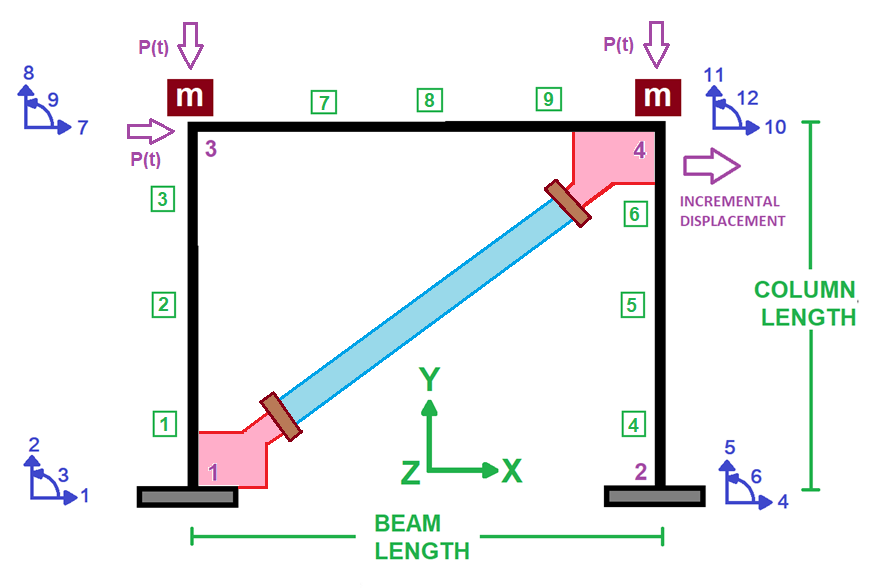 P(t)
P(t)
m
m
7
8
9
8
9
7
11
12
10
P(t)
3
4
3
6
INCREMENTAL
DISPLACEMENT
2
5
COLUMN
LENGTH
Y
1
4
Z
X
1
2
2
3
1
5
6
4
BEAM
LENGTH